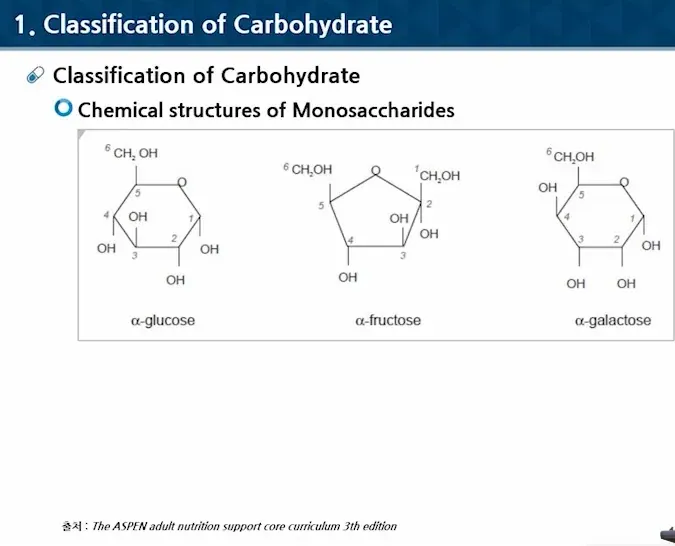 1. Classification of Carbohydrate
Classification of Carbohydrate
Chemical structures of Monosaccharides
6 CH2 OH
O
5
4
OH
1
2
OH
3
OH
OH
α-glucose
6 CH2OH
O
1 CH2OH
5
2
OH
OH
4
3
OH
α-fructose
6 CH2OH
OH
O
5
4
1
3
2
OH
OH
OH
α-galactose
출처 : The ASPEN adult nutrition support core curriculum 3th edition